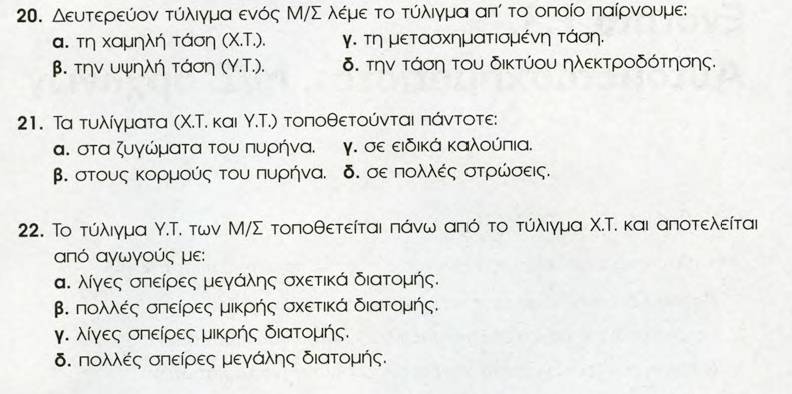 20. Δευτερεύον τύλιγμα ενός Μ/Σ λέμε το τύλιγμα απ' το οποίο παίρνουμε:
α. τη χαμηλή τάση (Χ.Τ.). γ. τη μετασχηματισμένη τάση.
β. την υψηλή τάση (Υ.Τ.). δ. την τάση του δικτύου ηλεκτροδότησης.
21. Τα τυλίγματα (Χ.Τ. και Υ.Τ.) τοποθετούνται πάντοτε:
α. στα ζυγώματα του πυρήνα. γ. σε ειδικά καλούπια.
β. στους κορμούς του πυρήνα. δ. σε πολλές στρώσεις.
22. Το τύλιγμα Υ.Τ. των Μ/Σ τοποθετείται πάνω από το τύλιγμα Χ.Τ. και αποτελείται
από αγωγούς με:
α. λίγες σπείρες μεγάλης σχετικά διατομής.
β. πολλές σπείρες μικρής σχετικά διατομής.
γ. λίγες σπείρες μικρής διατομής.
δ. πολλές σπείρες μεγάλης διατομής.